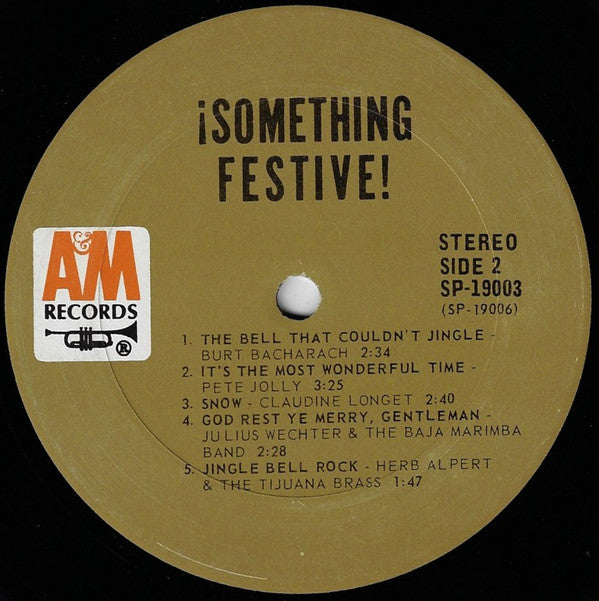 ¡SOMETHING
FESTIVE!
A&M
RECORDS
®
STEREO
SIDE 2
SP-19003
(SP-19006)
1. THE BELL THAT COULDN'T JINGLE -
BURT BACHARACH 2:34
2. IT'S THE MOST WONDERFUL TIME -
PETE JOLLY 3:25
3. SNOW - CLAUDINE LONGET 2:40
4. GOD REST YE MERRY, GENTLEMAN -
JULIUS WECHTER & THE BAJA MARIMBA
BAND 2:28
5. JINGLE BELL ROCK - HERB ALPERT
& THE TIJUANA BRASS 1:47